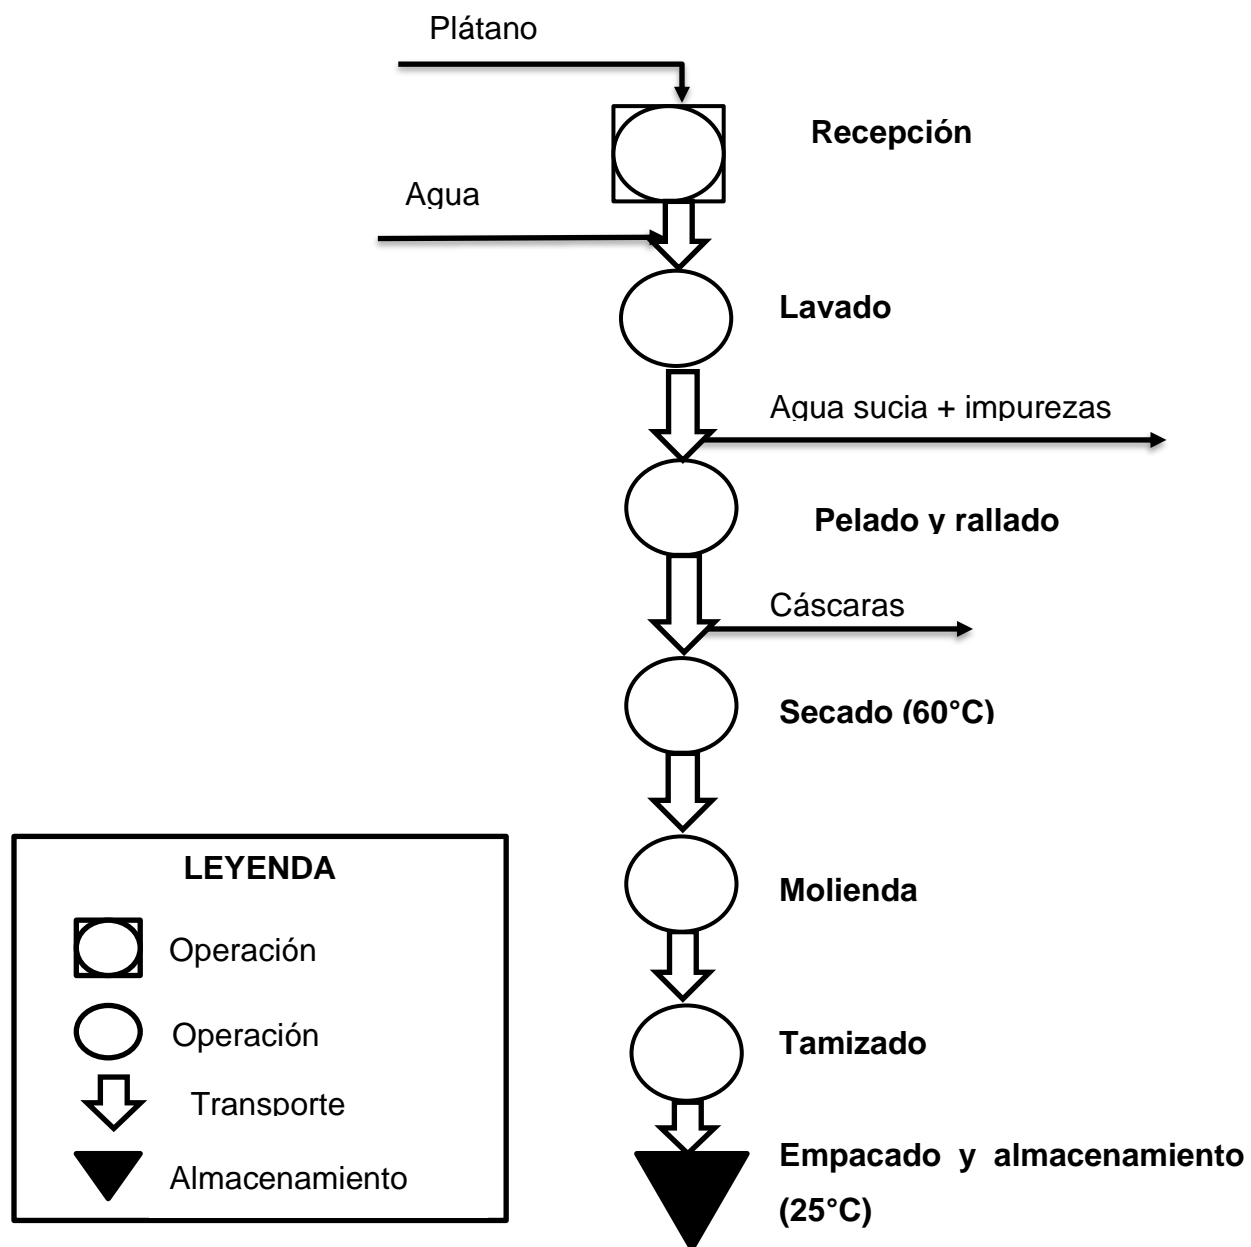 Plátano
Recepción
Agua
Lavado
Agua sucia + impurezas
Pelado y rallado
Cáscaras
Secado (60°C)
LEYENDA
Operación
Operación
Transporte
Almacenamiento
Molienda
Tamizado
Empacado y almacenamiento
(25°C)